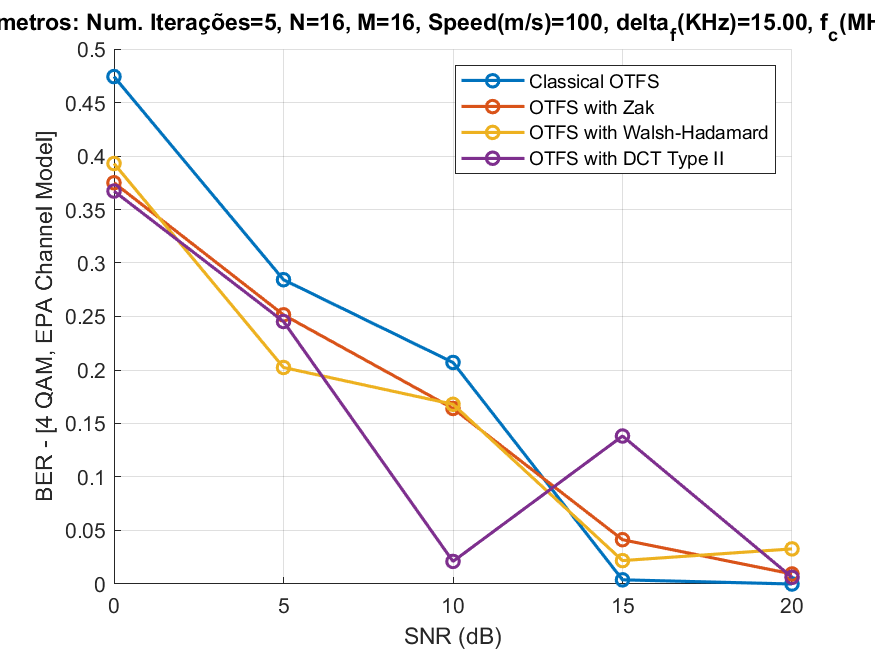 metros: Num. Iterações=5, N=16, M=16, Speed(m/s)=100, delta_f(KHz)=15.00, f_c(MH
0.5
0.45
0.4
0.35
0.3
0.25
0.2
0.15
0.1
0.05
0
BER - [4 QAM, EPA Channel Model]
Classical OTFS
OTFS with Zak
OTFS with Walsh-Hadamard
OTFS with DCT Type II
0 5 10 15 20
SNR (dB)